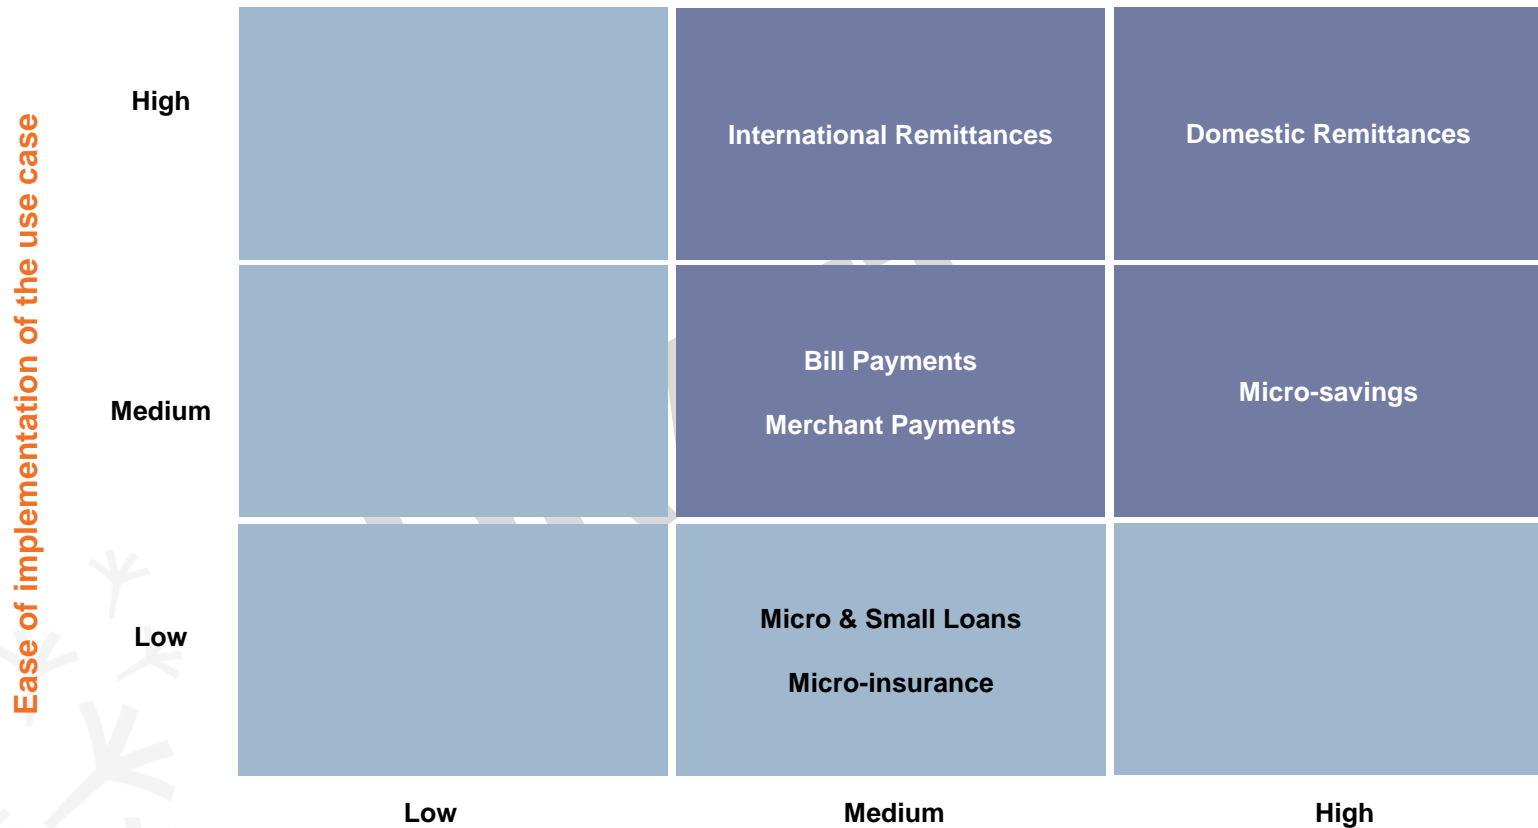 Ease of implementation of the use case
High
International Remittances
Domestic Remittances
Medium
Bill Payments
Merchant Payments
Micro-savings
Low
Micro & Small Loans
Micro-insurance
Low
Medium
High